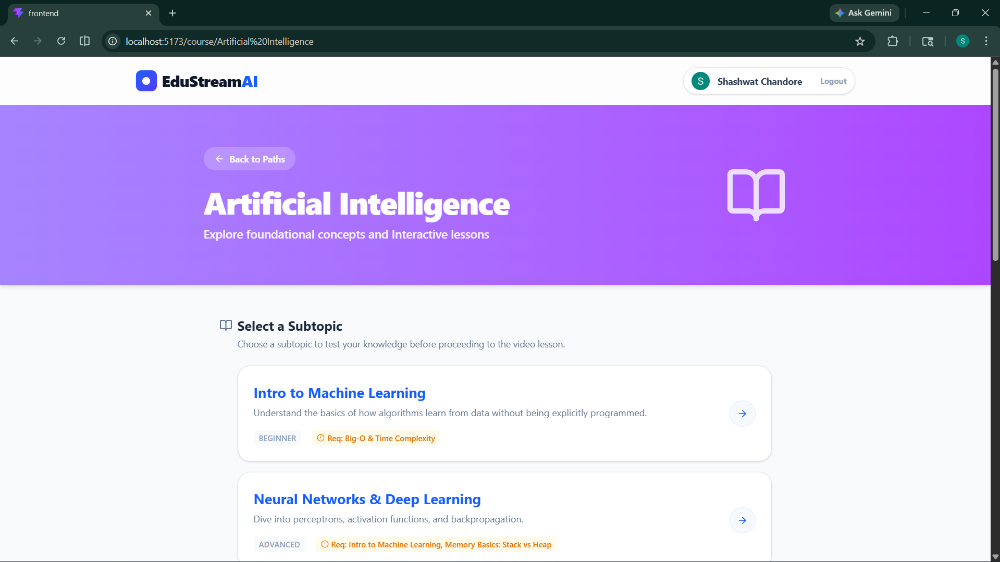 frontend
Ask Gemini
localhost:5173/course/Artificial%20Intelligence
S
EduStreamAI
S Shashwat Chandore Logout
Back to Paths
Artificial Intelligence
Explore foundational concepts and Interactive lessons
Select a Subtopic
Choose a subtopic to test your knowledge before proceeding to the video lesson.
Intro to Machine Learning
Understand the basics of how algorithms learn from data without being explicitly programmed.
BEGINNER Req: Big-O & Time Complexity
Neural Networks & Deep Learning
Dive into perceptrons, activation functions, and backpropagation.
ADVANCED Req: Intro to Machine Learning, Memory Basics: Stack vs Heap